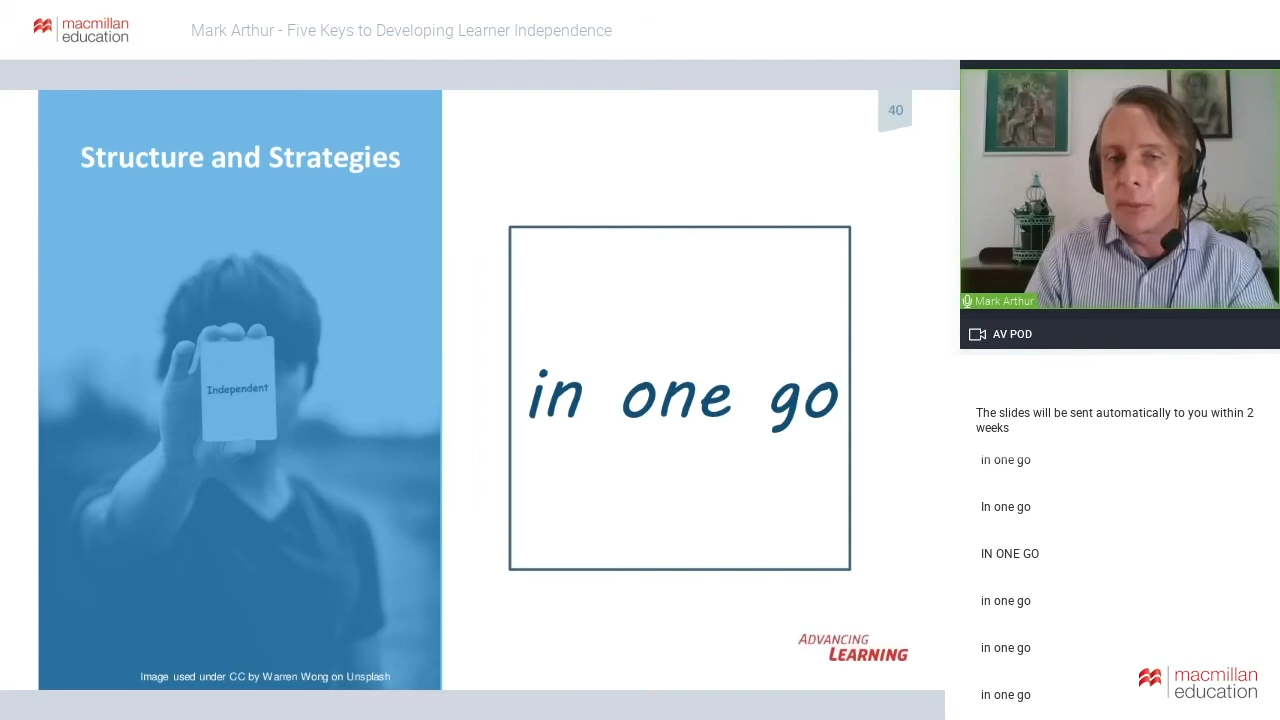 macmillan
education
Mark Arthur - Five Keys to Developing Learner Independence
40
Structure and Strategies
Independent
in one go
ADVANCING
LEARNING
Image used under CC by Warren Wong on Unsplash
Mark Arthur
AV POD
The slides will be sent automatically to you within 2
weeks
in one go
In one go
IN ONE GO
in one go
in one go
in one go
macmillan
education